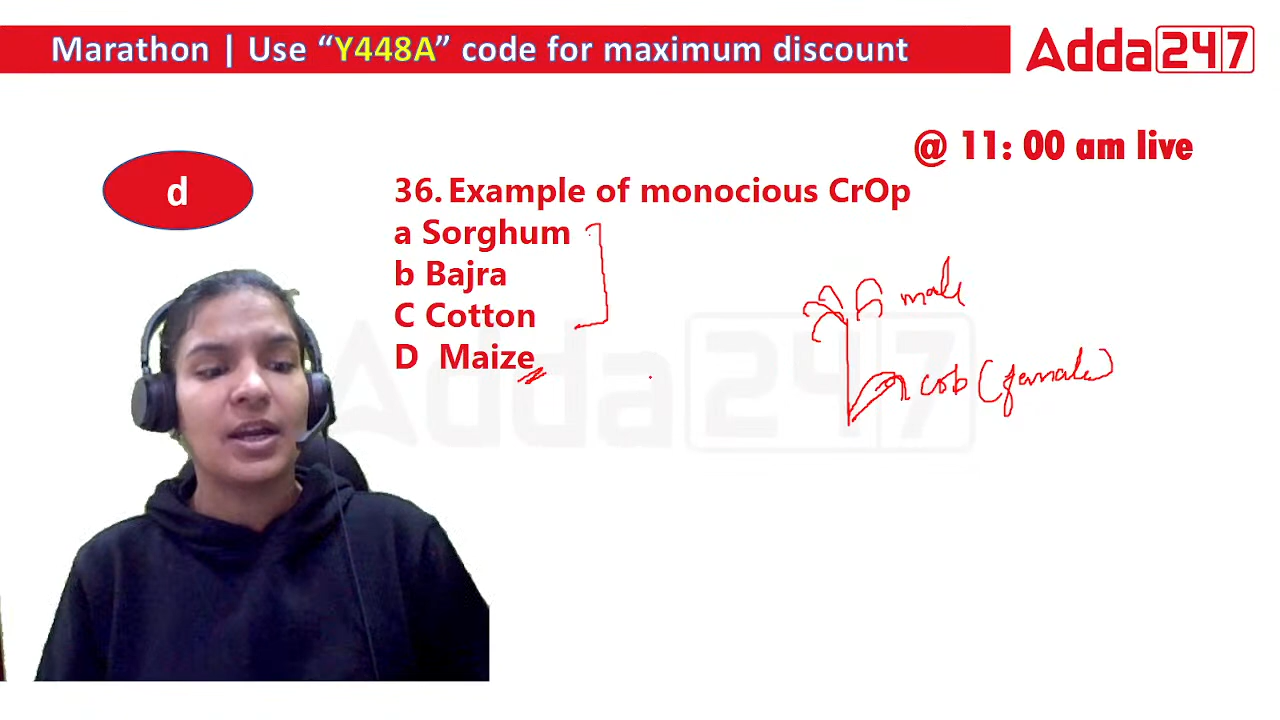 Marathon | Use “Y448A” code for maximum discount
Adda247
@ 11: 00 am live
d
36. Example of monocious CrOp
a Sorghum
b Bajra
C Cotton
D Maize
male
cob (female)
Adda247